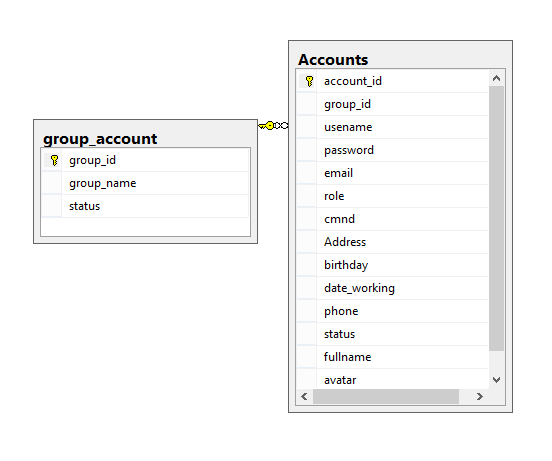 group_account
group_id
group_name
status
Accounts
account_id
group_id
usename
password
email
role
cmnd
Address
birthday
date_working
phone
status
fullname
avatar